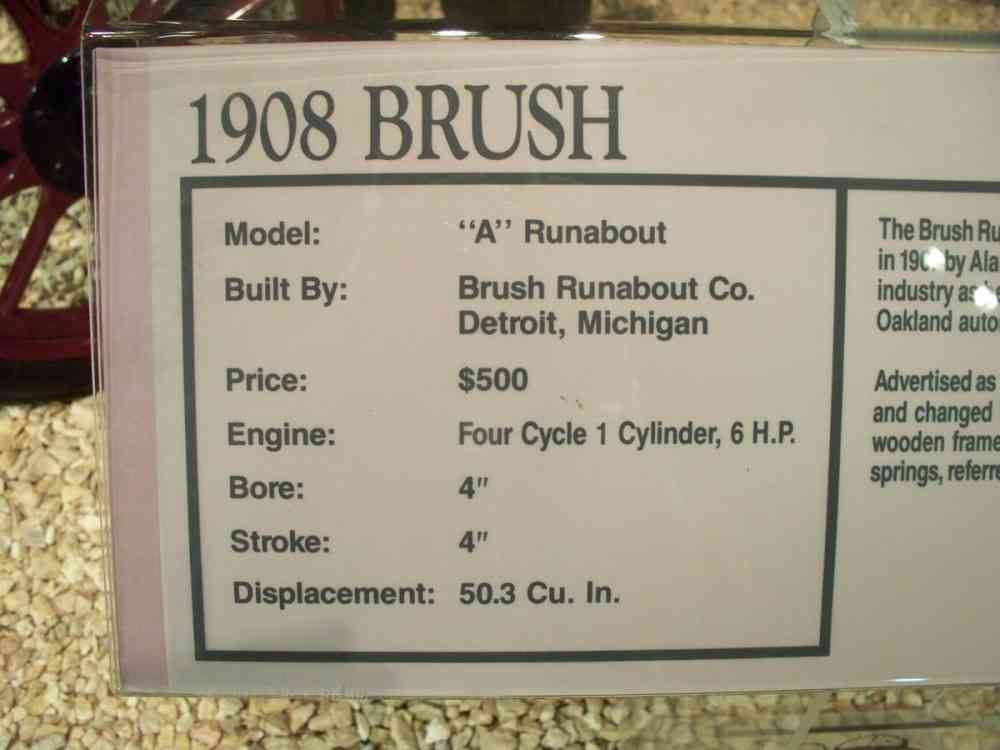 1908 BRUSH
Model: “A” Runabout
Built By: Brush Runabout Co.
Detroit, Michigan
Price: $500
Engine: Four Cycle 1 Cylinder, 6 H.P.
Bore: 4"
Stroke: 4"
Displacement: 50.3 Cu. In.
The Brush
in by
industry
Oakland
Advertised as
and changed
wooden
springs,